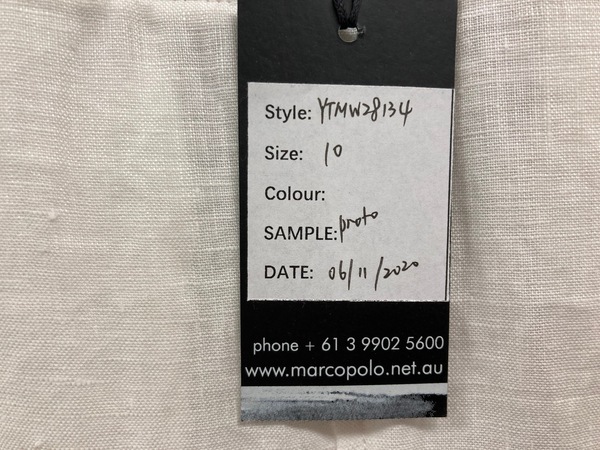 Style: YTMW28134
Size: 10
Colour:
SAMPLE: proto
DATE: 06/11/2020
phone + 61 3 9902 5600
www.marcopolo.net.au